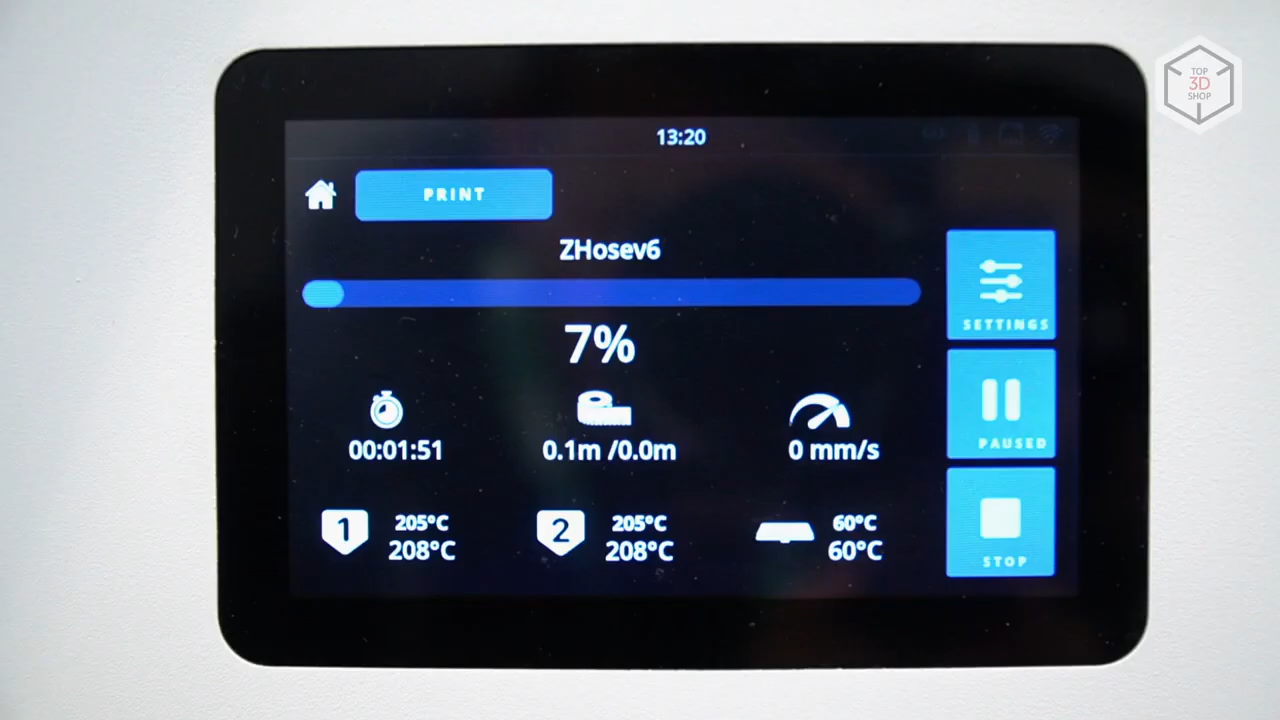 TOP
3D
SHOP
13:20
PRINT
ZHosev6
7%
00:01:51
0.1m /0.0m
0 mm/s
1
205°C
208°C
2
205°C
208°C
60°C
60°C
SETTINGS
PAUSED
STOP